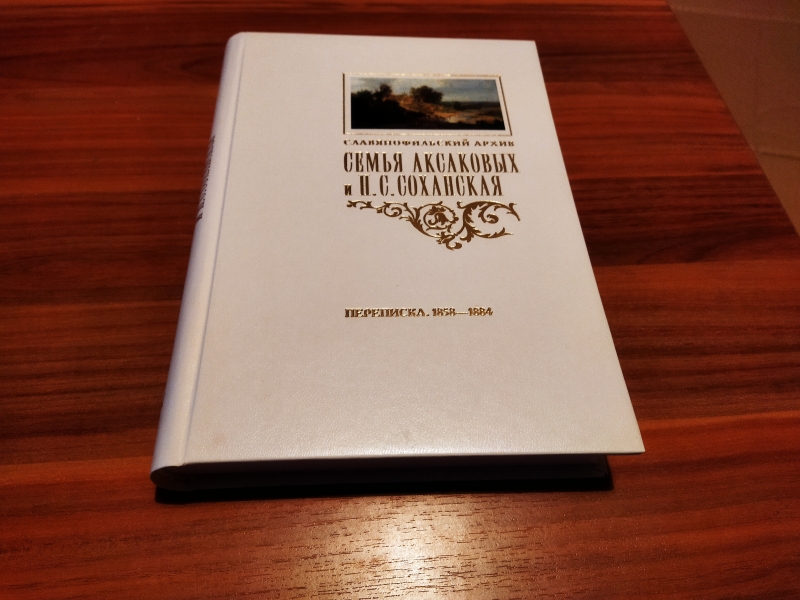 СЛАВЯНОФИЛЬСКИЙ АРХИВ
СЕМЬЯ АКСАКОВЫХ
и Н.С.СОХАНСКАЯ
ПЕРЕПИСКА. 1858—1884